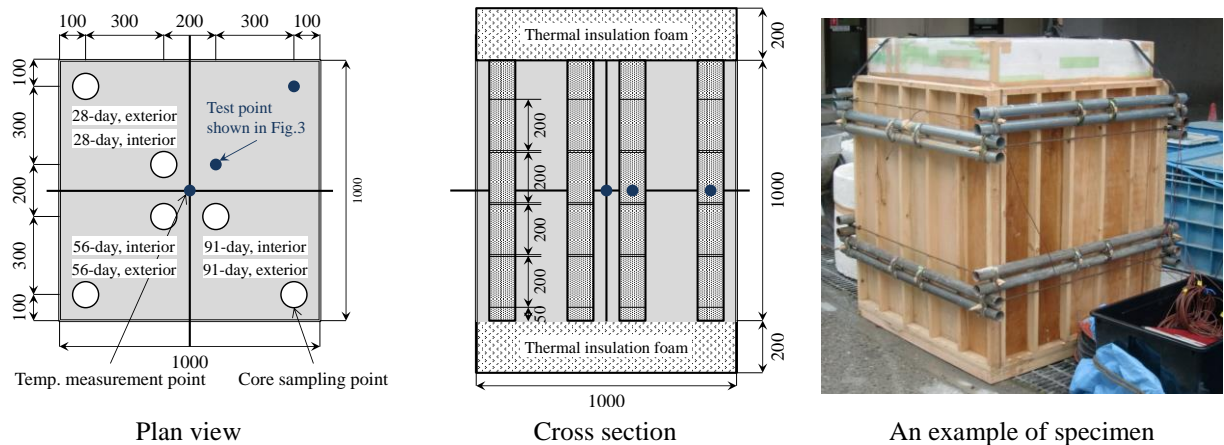 100
300
200
300
100
100
300
200
300
100
28-day, exterior
28-day, interior
Test point
shown in Fig.3
1000
56-day, interior
56-day, exterior
91-day, interior
91-day, exterior
1000
Temp. measurement point
Core sampling point
Plan view
Thermal insulation foam
200
200
200
200
200
50
1000
Thermal insulation foam
200
1000
Cross section
An example of specimen